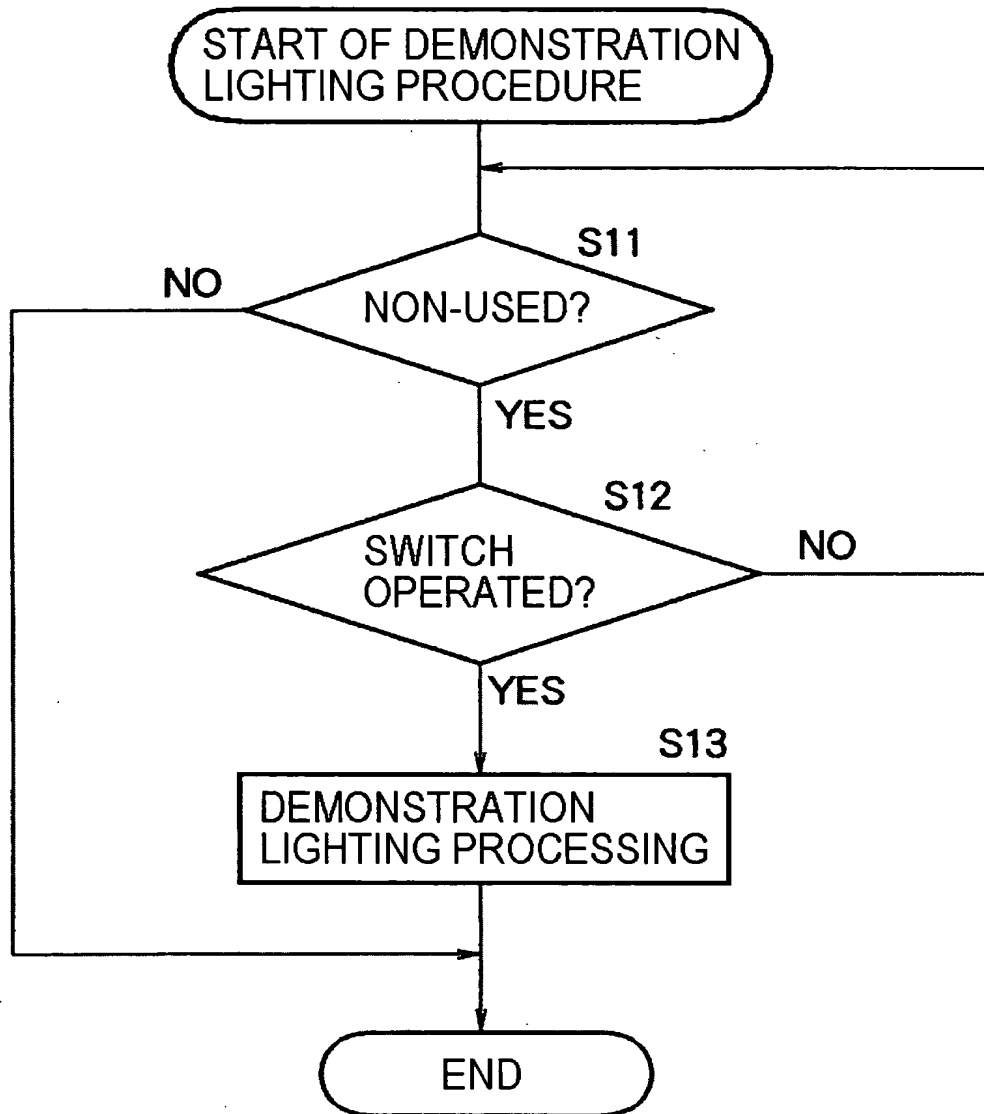 START OF DEMONSTRATION
LIGHTING PROCEDURE
S11
NO
NON-USED?
YES
S12
SWITCH
OPERATED?
NO
YES
S13
DEMONSTRATION
LIGHTING PROCESSING
END